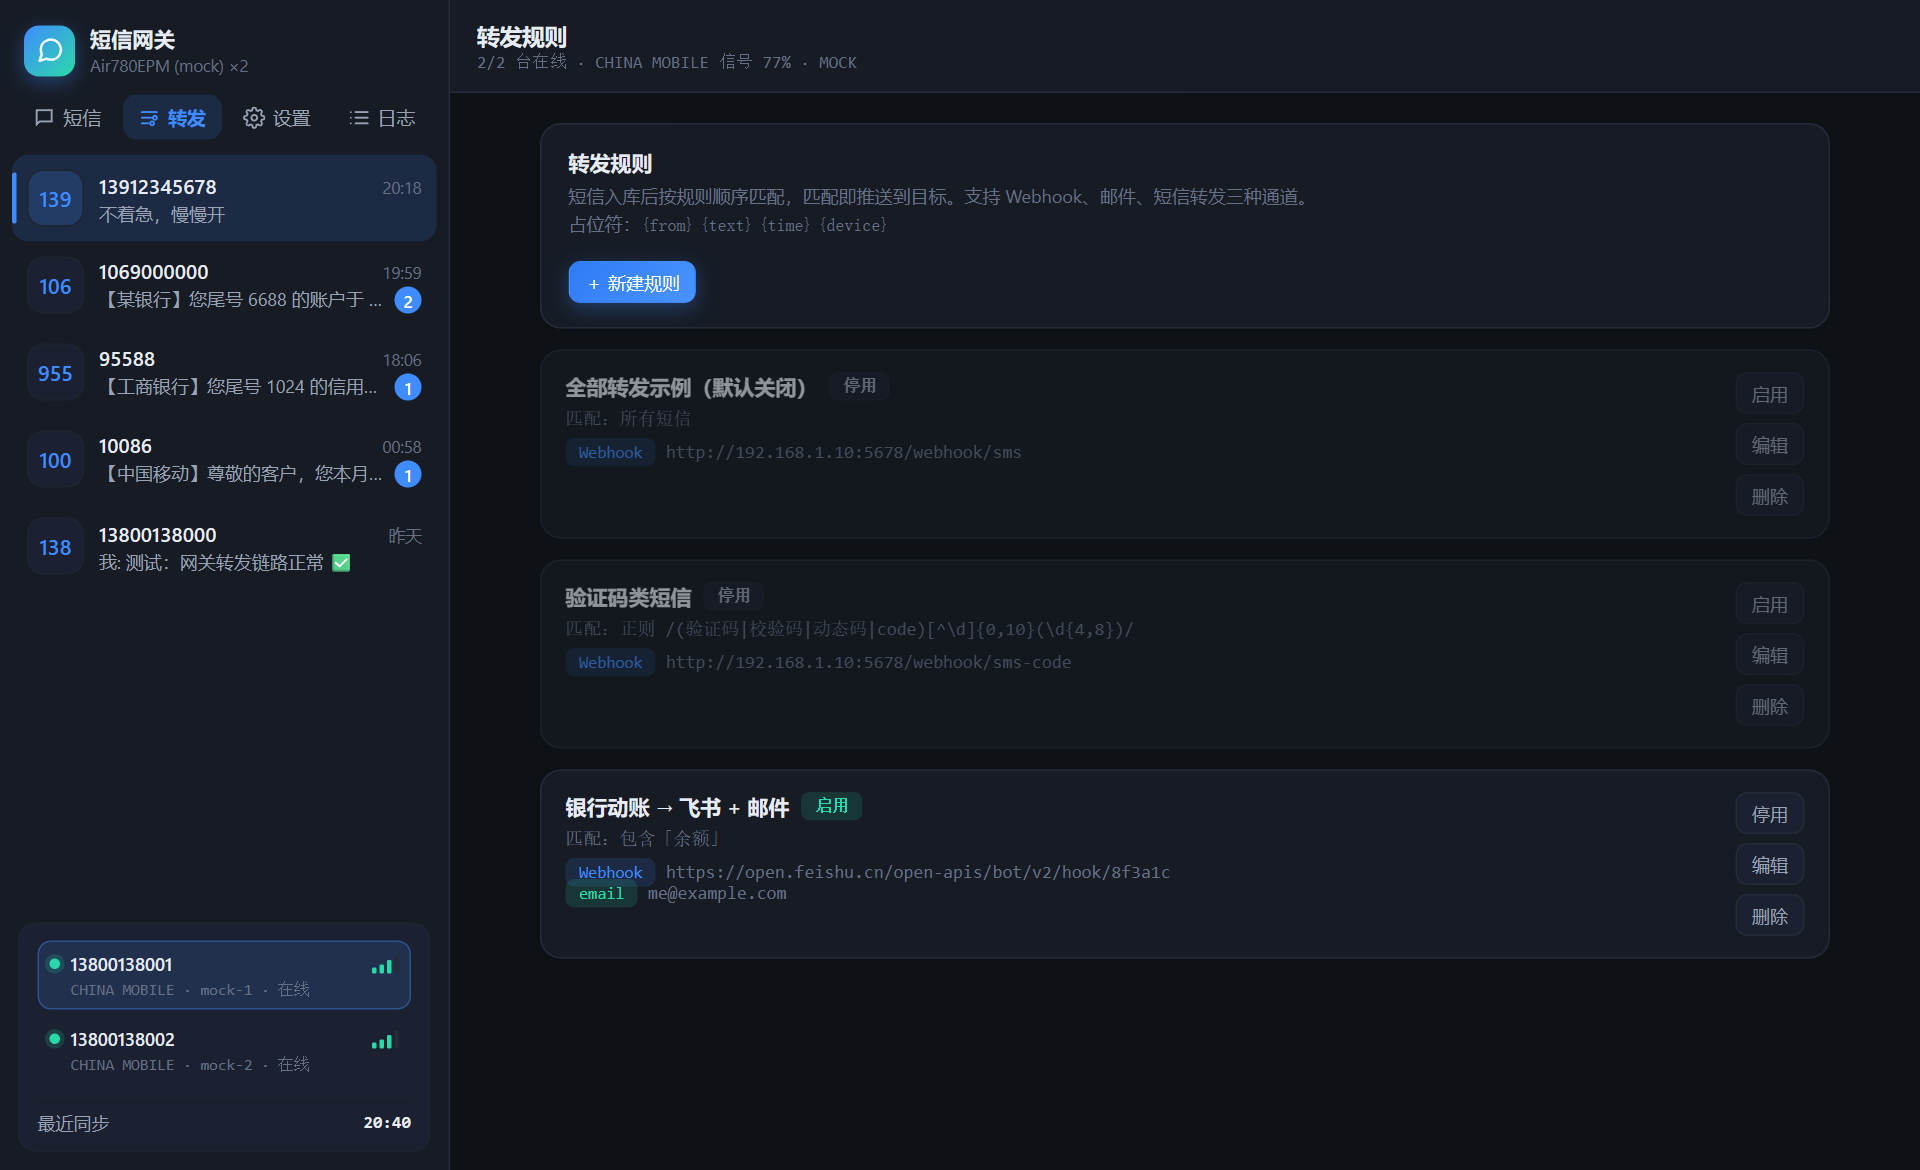 短信网关
Air780EPM (mock) ×2
短信
转发
设置
日志
139
13912345678
20:18
不着急，慢慢开
106
1069000000
19:59
【某银行】您尾号 6688 的账户于 ...
2
955
95588
18:06
【工商银行】您尾号 1024 的信用...
1
100
10086
00:58
【中国移动】尊敬的客户，您本月...
1
138
13800138000
昨天
我: 测试：网关转发链路正常 ✅
13800138001
CHINA MOBILE · mock-1 · 在线
13800138002
CHINA MOBILE · mock-2 · 在线
最近同步
20:40
转发规则
2/2 台在线 · CHINA MOBILE 信号 77% · MOCK
转发规则
短信入库后按规则顺序匹配，匹配即推送到目标。支持 Webhook、邮件、短信转发三种通道。
占位符：{from} {text} {time} {device}
+ 新建规则
全部转发示例（默认关闭）
停用
匹配：所有短信
Webhook http://192.168.1.10:5678/webhook/sms
启用
编辑
删除
验证码类短信
停用
匹配：正则 /(验证码|校验码|动态码|code)[^\d]{0,10}(\d{4,8})/
Webhook http://192.168.1.10:5678/webhook/sms-code
启用
编辑
删除
银行动账 → 飞书 + 邮件
启用
匹配：包含「余额」
Webhook https://open.feishu.cn/open-apis/bot/v2/hook/8f3a1c
email me@example.com
停用
编辑
删除